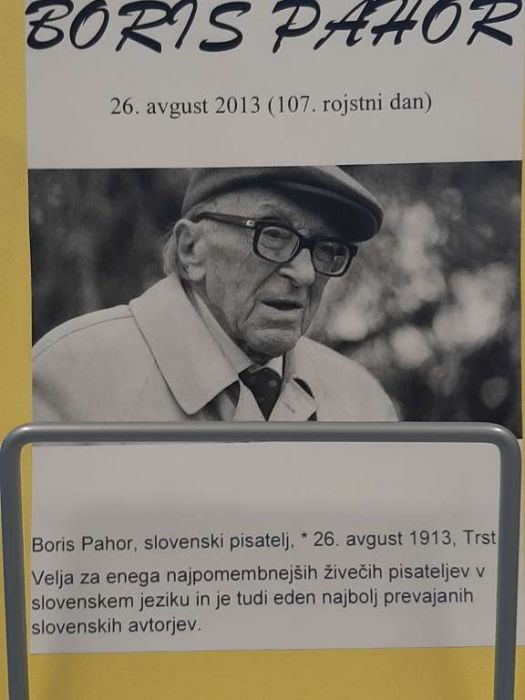 BORIS PAHOR
26. avgust 2013 (107. rojstni dan)
Boris Pahor, slovenski pisatelj, * 26. avgust 1913, Trst
Velja za enega najpomembnejših živečih pisateljev v
slovenskem jeziku in je tudi eden najbolj prevajanih
slovenskih avtorjev.